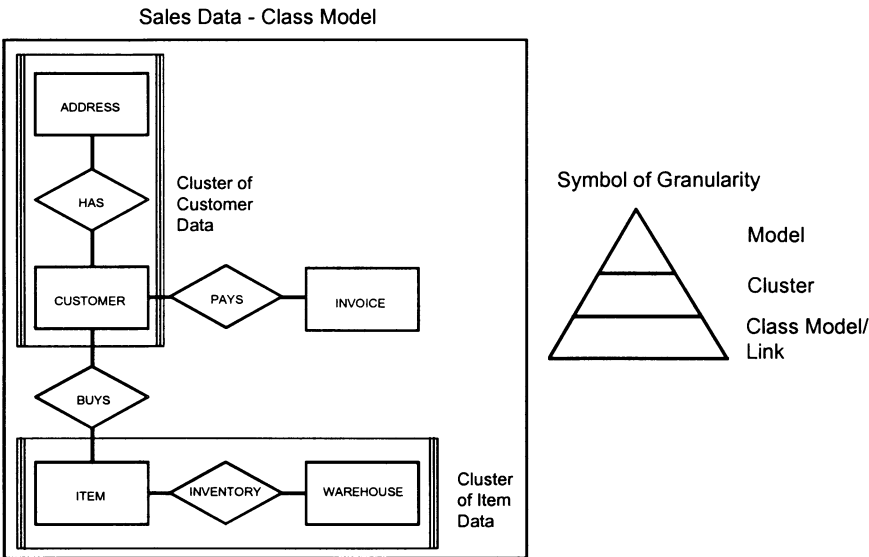 Sales Data - Class Model
ADDRESS
HAS
Cluster of
Customer
Data
CUSTOMER
PAYS
INVOICE
BUYS
ITEM
INVENTORY
WAREHOUSE
Cluster
of Item
Data
Symbol of Granularity
Model
Cluster
Class Model/
Link